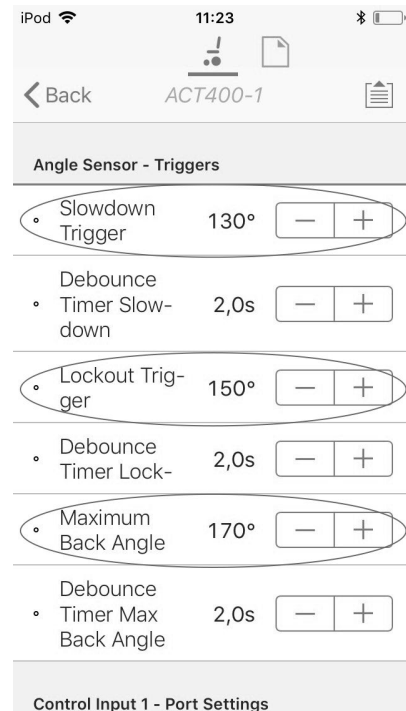 iPod 11:23
Back ACT400-1
Angle Sensor - Triggers
Slowdown
Trigger 130° — +
Debounce
Timer Slow-
down 2,0s — +
Lockout Trig-
ger 150° — +
Debounce
Timer Lock- 2,0s — +
Maximum
Back Angle 170° — +
Debounce
Timer Max
Back Angle 2,0s — +
Control Input 1 - Port Settings